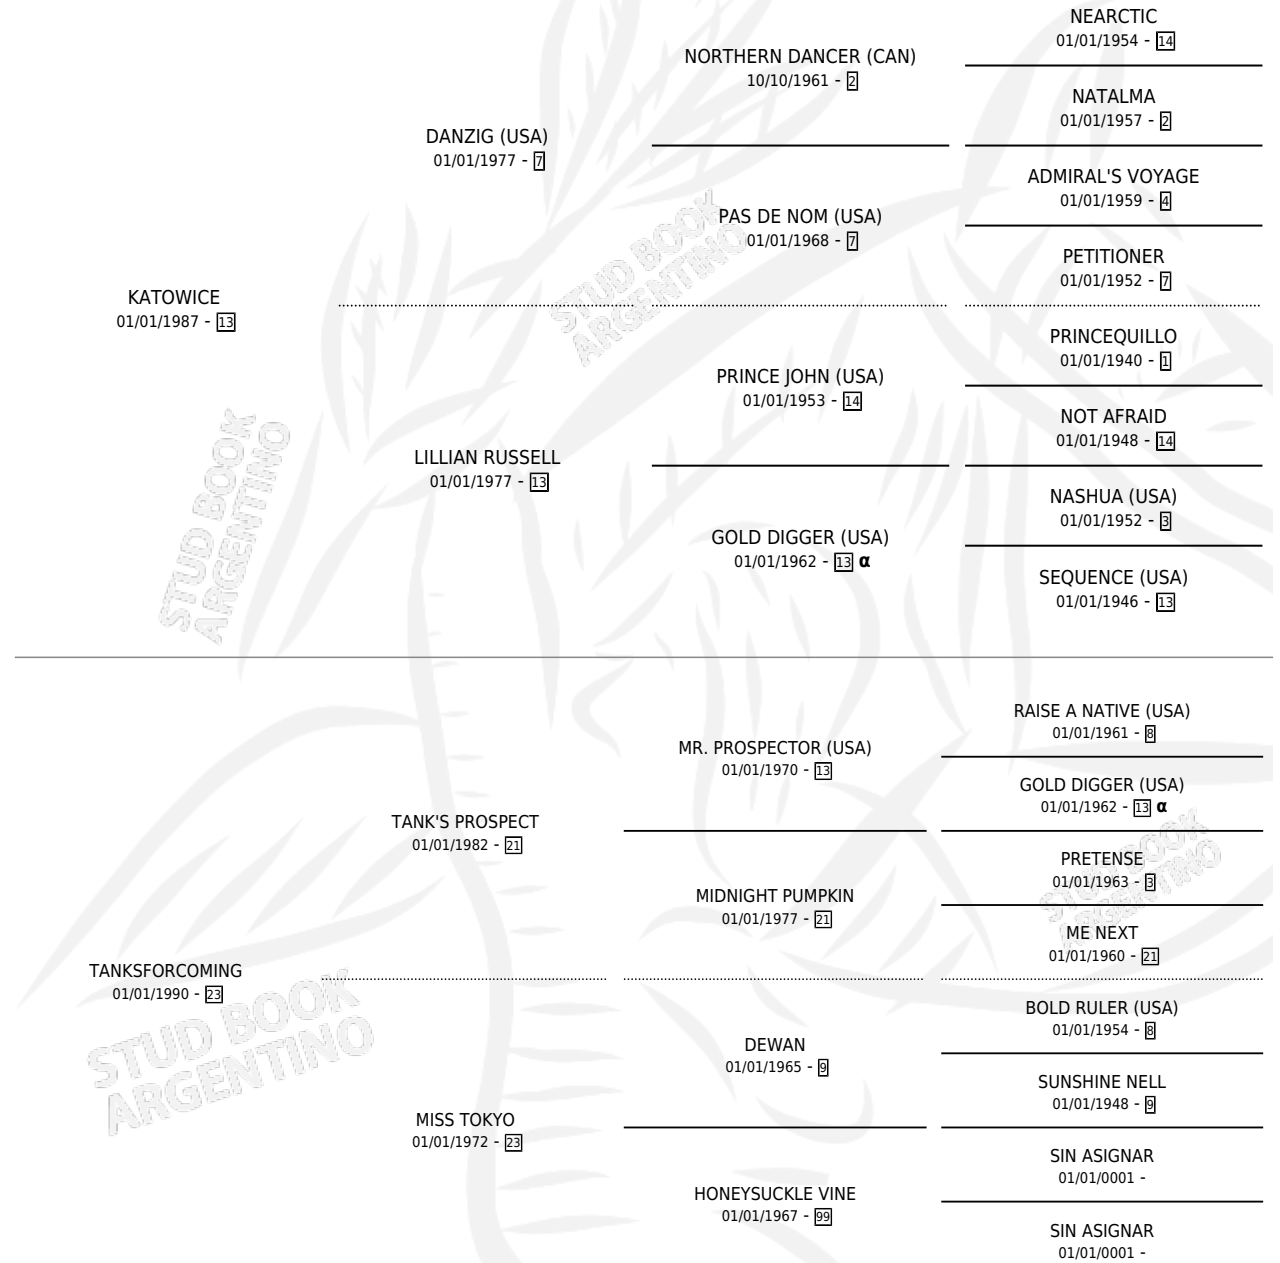 NEARCTIC
01/01/1954 - 14
NORTHERN DANCER (CAN)
10/10/1961 - 2
NATALMA
01/01/1957 - 2
DANZIG (USA)
01/01/1977 - 7
ADMIRAL'S VOYAGE
01/01/1959 - 4
PAS DE NOM (USA)
01/01/1968 - 7
PETITIONER
01/01/1952 - 7
KATOWICE
01/01/1987 - 13
PRINCEQUILLO
01/01/1940 - 1
PRINCE JOHN (USA)
01/01/1953 - 14
NOT AFRAID
01/01/1948 - 14
LILLIAN RUSSELL
01/01/1977 - 13
NASHUA (USA)
01/01/1952 - 3
GOLD DIGGER (USA)
01/01/1962 - 13 α
SEQUENCE (USA)
01/01/1946 - 13
RAISE A NATIVE (USA)
01/01/1961 - 8
MR. PROSPECTOR (USA)
01/01/1970 - 13
GOLD DIGGER (USA)
01/01/1962 - 13 α
TANK'S PROSPECT
01/01/1982 - 21
PRETENSE
01/01/1963 - 3
MIDNIGHT PUMPKIN
01/01/1977 - 21
ME NEXT
01/01/1960 - 21
TANKSFORCOMING
01/01/1990 - 23
BOLD RULER (USA)
01/01/1954 - 8
DEWAN
01/01/1965 - 9
SUNSHINE NELL
01/01/1948 - 9
MISS TOKYO
01/01/1972 - 23
SIN ASIGNAR
01/01/0001 -
HONEYSUCKLE VINE
01/01/1967 - 99
SIN ASIGNAR
01/01/0001 -
STUD BOOK
ARGENTINO
STUD BOOK
ARGENTINO
STUD BOOK
ARGENTINO
STUD BOOK
ARGENTINO